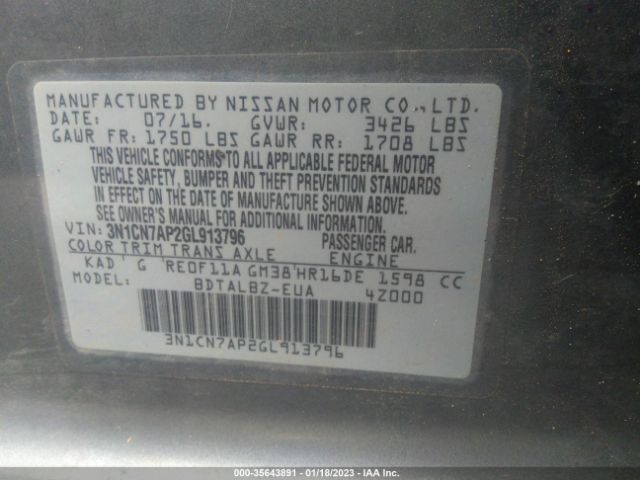 MANUFACTURED BY NISSAN MOTOR CO.,LTD.
DATE: 07/16. GVWR: 3426 LBS
GAWR FR: 1750 LBS GAWR RR: 1708 LBS
THIS VEHICLE CONFORMS TO ALL APPLICABLE FEDERAL MOTOR
VEHICLE SAFETY, BUMPER AND THEFT PREVENTION STANDARDS
IN EFFECT ON THE DATE OF MANUFACTURE SHOWN ABOVE.
SEE OWNER'S MANUAL FOR ADDITIONAL INFORMATION.
VIN: 3N1CN7AP2GL913796 PASSENGER CAR.
COLOR TRIM TRANS AXLE ENGINE
KAD ' G 'RE0F11A GM38'HR16DE 1598 CC
MODEL: BDTALBZ-EUA 4Z000
3N1CN7AP2GL913796
000-35643891 - 01/18/2023 - IAA Inc.